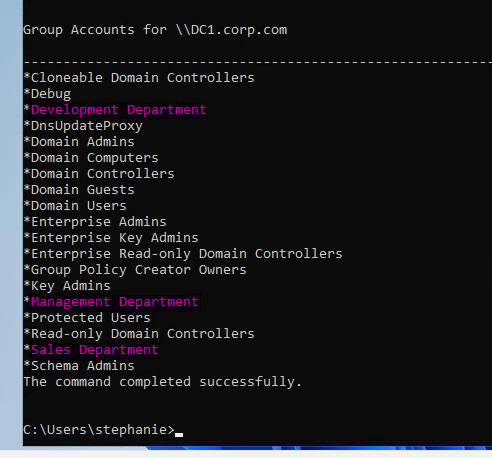 Group Accounts for \\DC1.corp.com
-------------------------------------------------------------------------------
*Cloneable Domain Controllers
*Debug
*Development Department
*DnsUpdateProxy
*Domain Admins
*Domain Computers
*Domain Controllers
*Domain Guests
*Domain Users
*Enterprise Admins
*Enterprise Key Admins
*Enterprise Read-only Domain Controllers
*Group Policy Creator Owners
*Key Admins
*Management Department
*Protected Users
*Read-only Domain Controllers
*Sales Department
*Schema Admins
The command completed successfully.
C:\Users\stephanie>